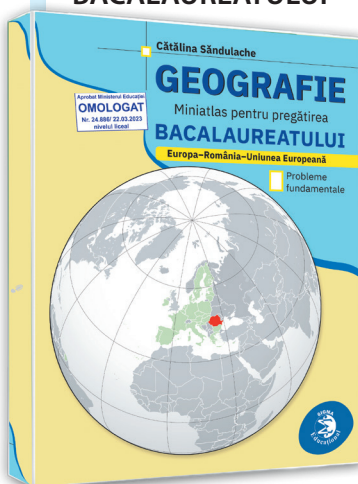 BACALAUREATULUI
Cătălina Săndulache
GEOGRAFIE
Miniatlas pentru pregătirea
BACALAUREATULUI
Europa–România–Uniunea Europeană
Probleme
fundamentale
Aprobat Ministerul Educației
OMOLOGAT
Nr. 24.886/ 22.03.2023
nivelul liceal
SIGMA
Educațional